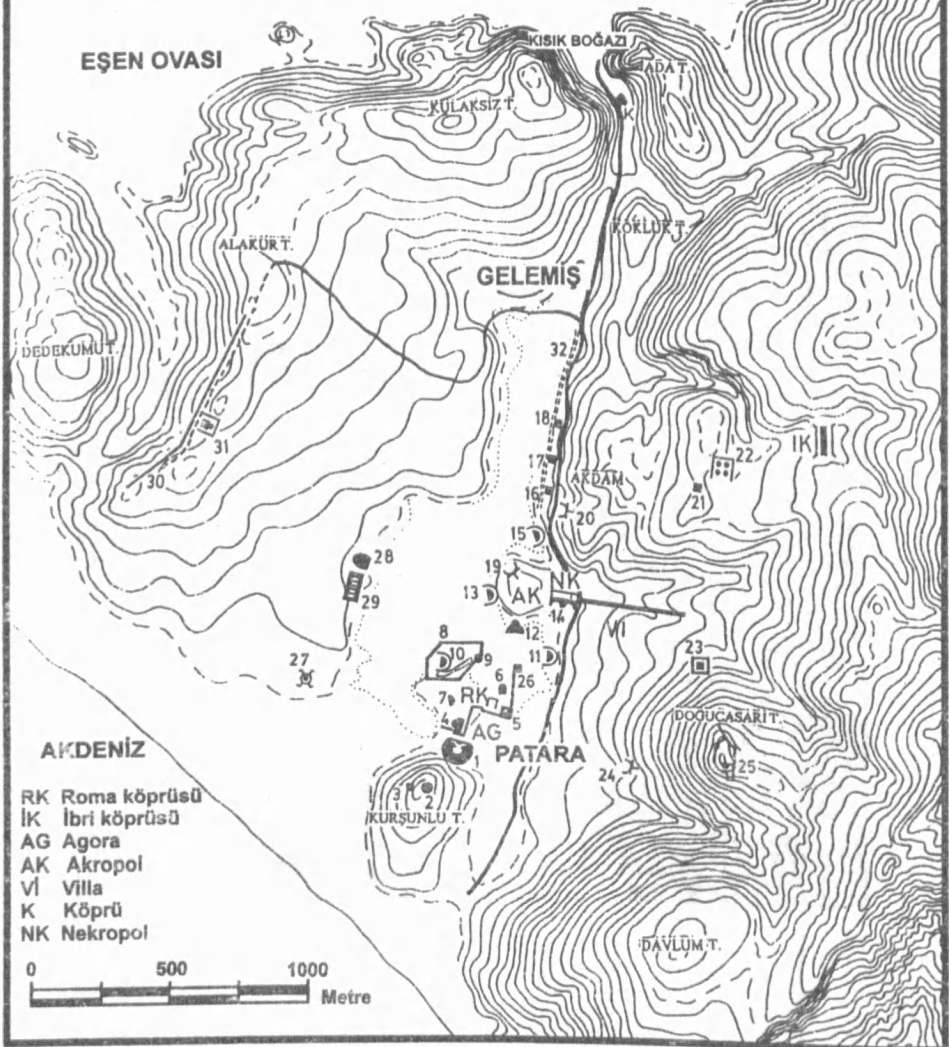 KISIK BOĞAZI
EŞEN OVASI
ADA T.
KULAKSIZ T.
K
KÖKLÜK T.
ALAKUR T.
GELEMİŞ
DEDEKUMU T.
32
18
İK
31
17
22
30
AKDAM
16
21
20
15
28
19
NK
29
13
AK
14
12
Vİ
8
10
9
11
23
27
6
26
7
RK
5
DOĞUCASARI T.
4
AG
AKDENİZ
PATARA
24
25
3
2
KURŞUNLU T.
RK Roma köprüsü
İK İbri köprüsü
AG Agora
AK Akropol
Vİ Villa
K Köprü
NK Nekropol
DAVLUM T.
0 500 1000
Metre